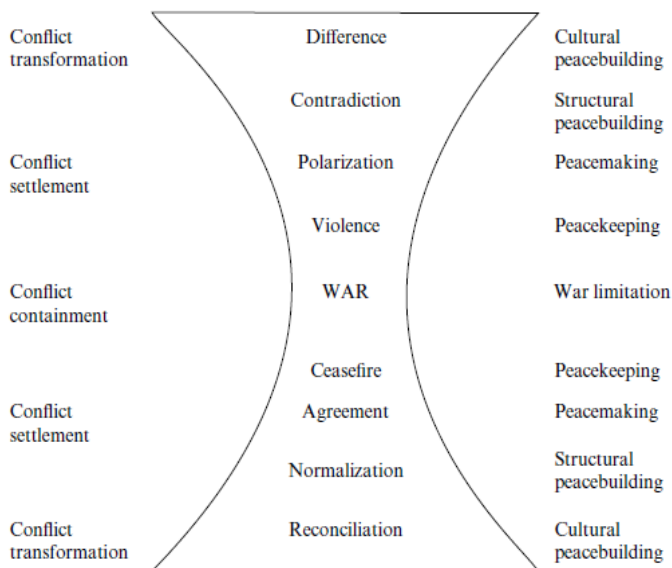 Conflict
transformation
Difference
Cultural
peacebuilding
Contradiction
Structural
peacebuilding
Conflict
settlement
Polarization
Peacemaking
Violence
Peacekeeping
Conflict
containment
WAR
War limitation
Ceasefire
Peacekeeping
Conflict
settlement
Agreement
Peacemaking
Normalization
Structural
peacebuilding
Conflict
transformation
Reconciliation
Cultural
peacebuilding